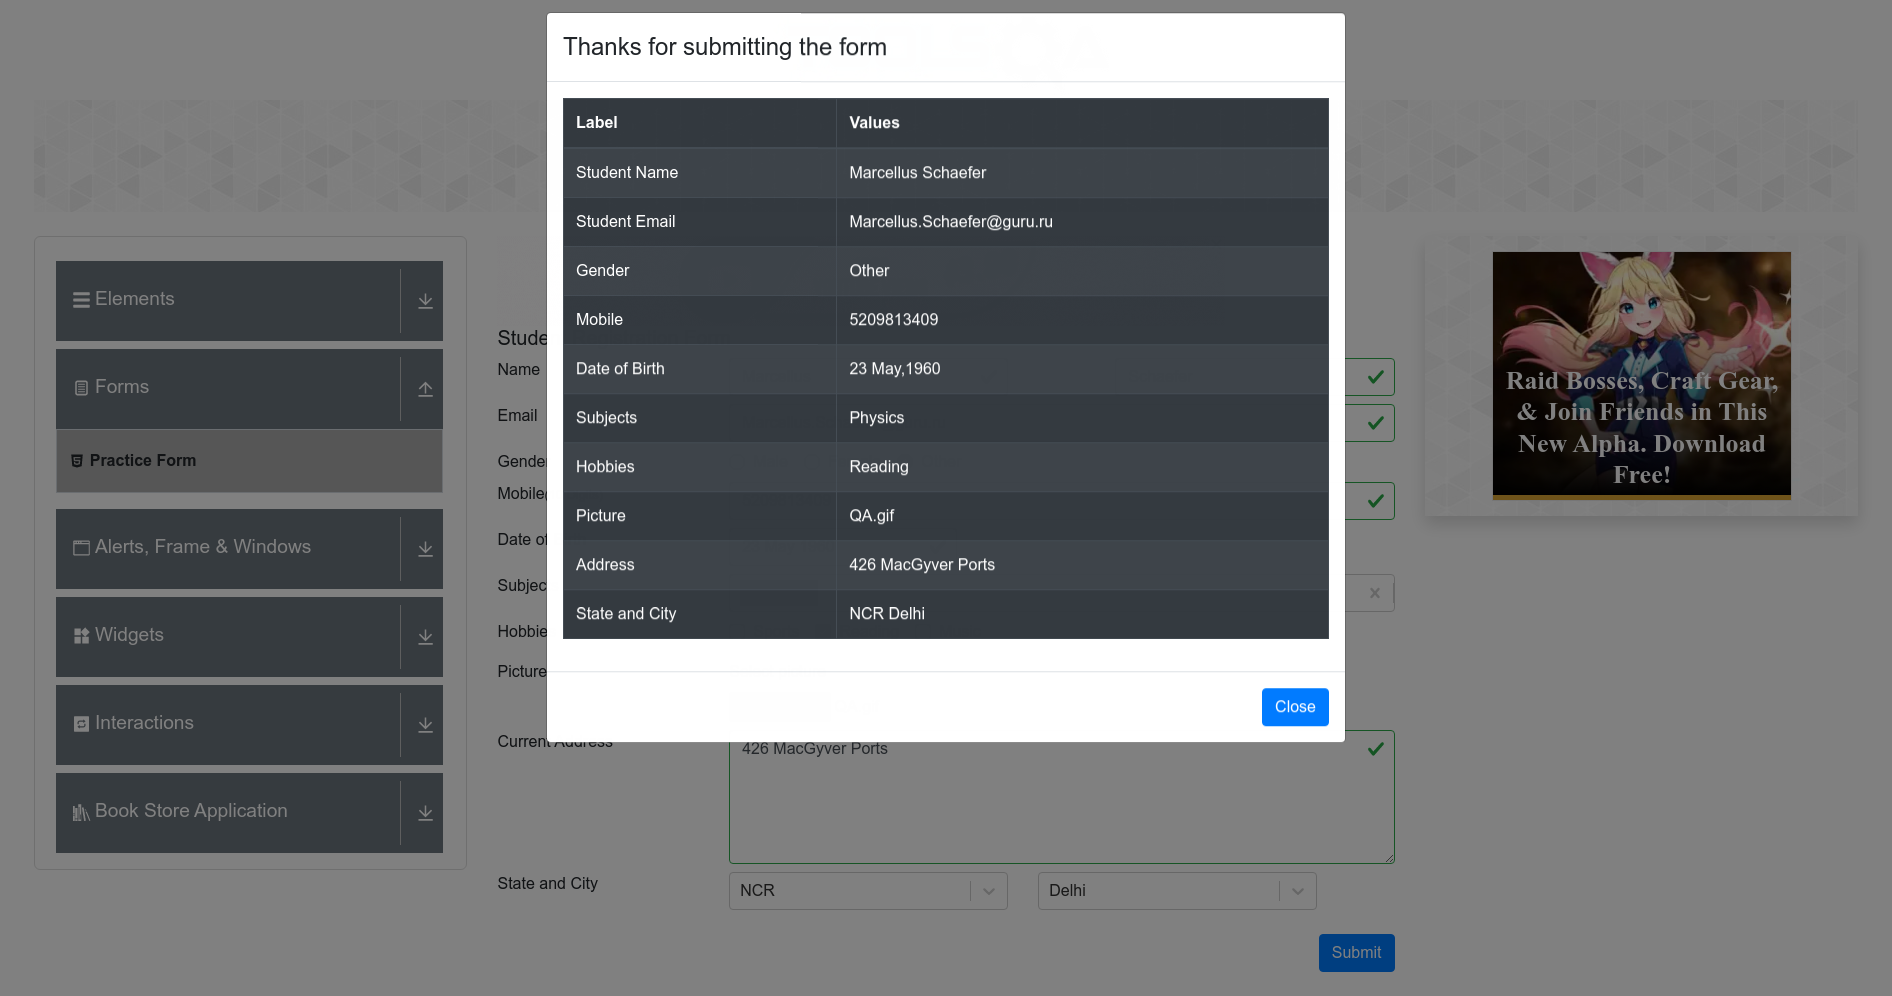 Thanks for submitting the form
Label Values
Student Name Marcellus Schaefer
Student Email Marcellus.Schaefer@guru.ru
Gender Other
Mobile 5209813409
Date of Birth 23 May,1960
Subjects Physics
Hobbies Reading
Picture QA.gif
Address 426 MacGyver Ports
State and City NCR Delhi
Close
Elements
Forms
Practice Form
Alerts, Frame & Windows
Widgets
Interactions
Book Store Application
Stude
Name
Email
Gender
Mobile
Date of
Subjec
Hobbie
Picture
Current Address 426 MacGyver Ports
State and City NCR Delhi
Submit
Raid Bosses, Craft Gear,
& Join Friends in This
New Alpha. Download
Free!